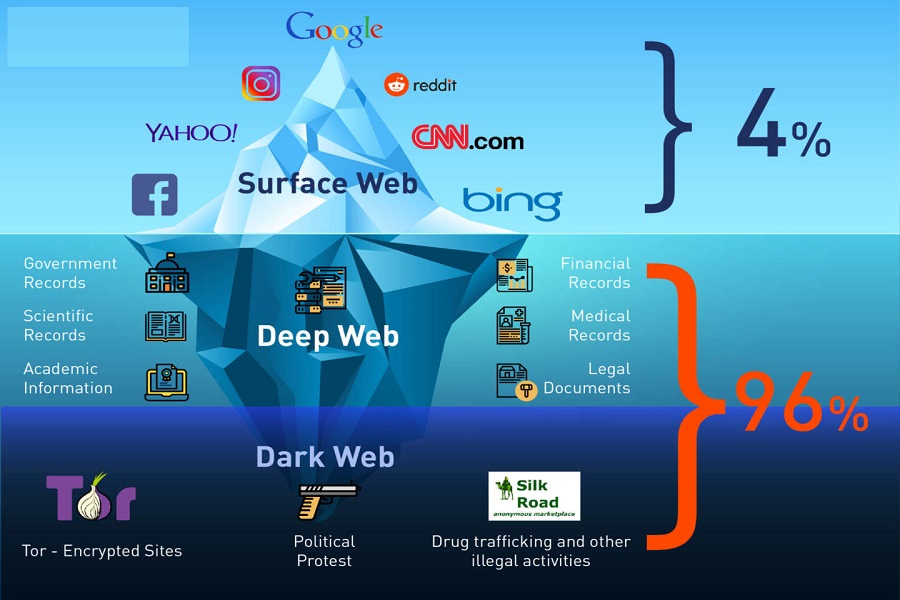 Google
reddit
YAHOO!
CNN.com
Surface Web
bing
4%
Government
Records
Scientific
Records
Academic
Information
Deep Web
Financial
Records
Medical
Records
Legal
Documents
96%
Dark Web
Tor
Tor - Encrypted Sites
Political
Protest
Silk
Road
anonymous marketplace
Drug trafficking and other
illegal activities